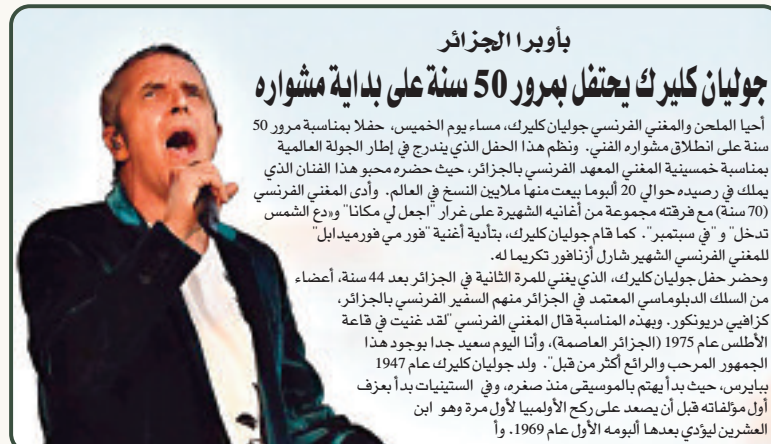 بأوبرا الجزائر
جوليان كليرك يحتفل بمرور 50 سنة على بداية مشواره
أحيا الملحن والمغني الفرنسي جوليان كليرك، مساء يوم الخميس، حفلا بمناسبة مرور 50
سنة على انطلاق مشواره الفني. ونظم هذا الحفل الذي يندرج في إطار الجولة العالمية
بمناسبة خمسينية المغني المعهد الفرنسي بالجزائر، حيث حضره محبو هذا الفنان الذي
يملك في رصيده حوالي 20 ألبوما بيعت منها ملايين النسخ في العالم. وأدى المغني الفرنسي
(70 سنة) مع فرقته مجموعة من أغانيه الشهيرة على غرار "اجعل لي مكانا" و«دع الشمس
تدخل" و"في سبتمبر". كما قام جوليان كليرك، بتأدية أغنية "فور مي فورميدابل"
للمغني الفرنسي الشهير شارل أزنافور تكريما له.
وحضر حفل جوليان كليرك، الذي يغني للمرة الثانية في الجزائر بعد 44 سنة، أعضاء
من السلك الدبلوماسي المعتمد في الجزائر منهم السفير الفرنسي بالجزائر،
كزافيي دريونكور. وبهذه المناسبة قال المغني الفرنسي "لقد غنيت في قاعة
الأطلس عام 1975 (الجزائر العاصمة)، وأنا اليوم سعيد جدا بوجود هذا
الجمهور المرحب والرائع أكثر من قبل". ولد جوليان كليرك عام 1947
ببايرس، حيث بدأ يهتم بالموسيقى منذ صغره، وفي الستينيات بدأ بعزف
أول مؤلفاته قبل أن يصعد على ركح الأولمبيا لأول مرة وهو ابن
العشرين ليؤدي بعدها ألبومه الأول عام 1969. وأ